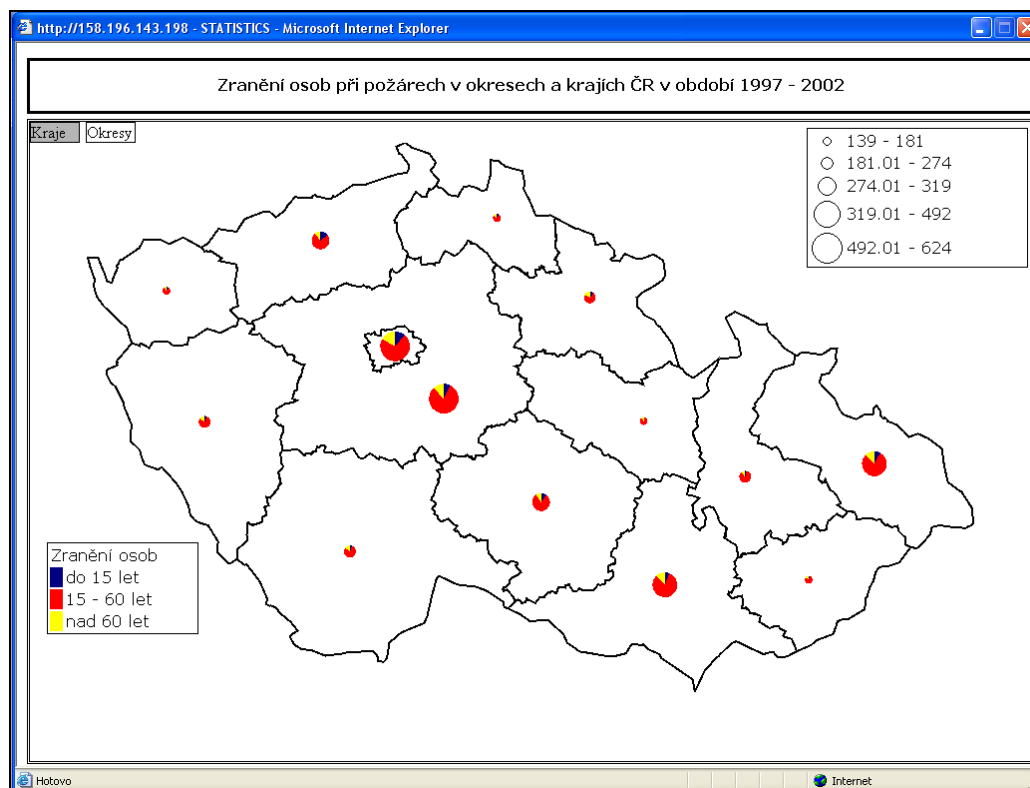 http://158.196.143.198 - STATISTICS - Microsoft Internet Explorer
Zranění osob při požárech v okresech a krajích ČR v období 1997 - 2002
Kraje
Okresy
139 - 181
181.01 - 274
274.01 - 319
319.01 - 492
492.01 - 624
Zranění osob
do 15 let
15 - 60 let
nad 60 let
Hotovo
Internet